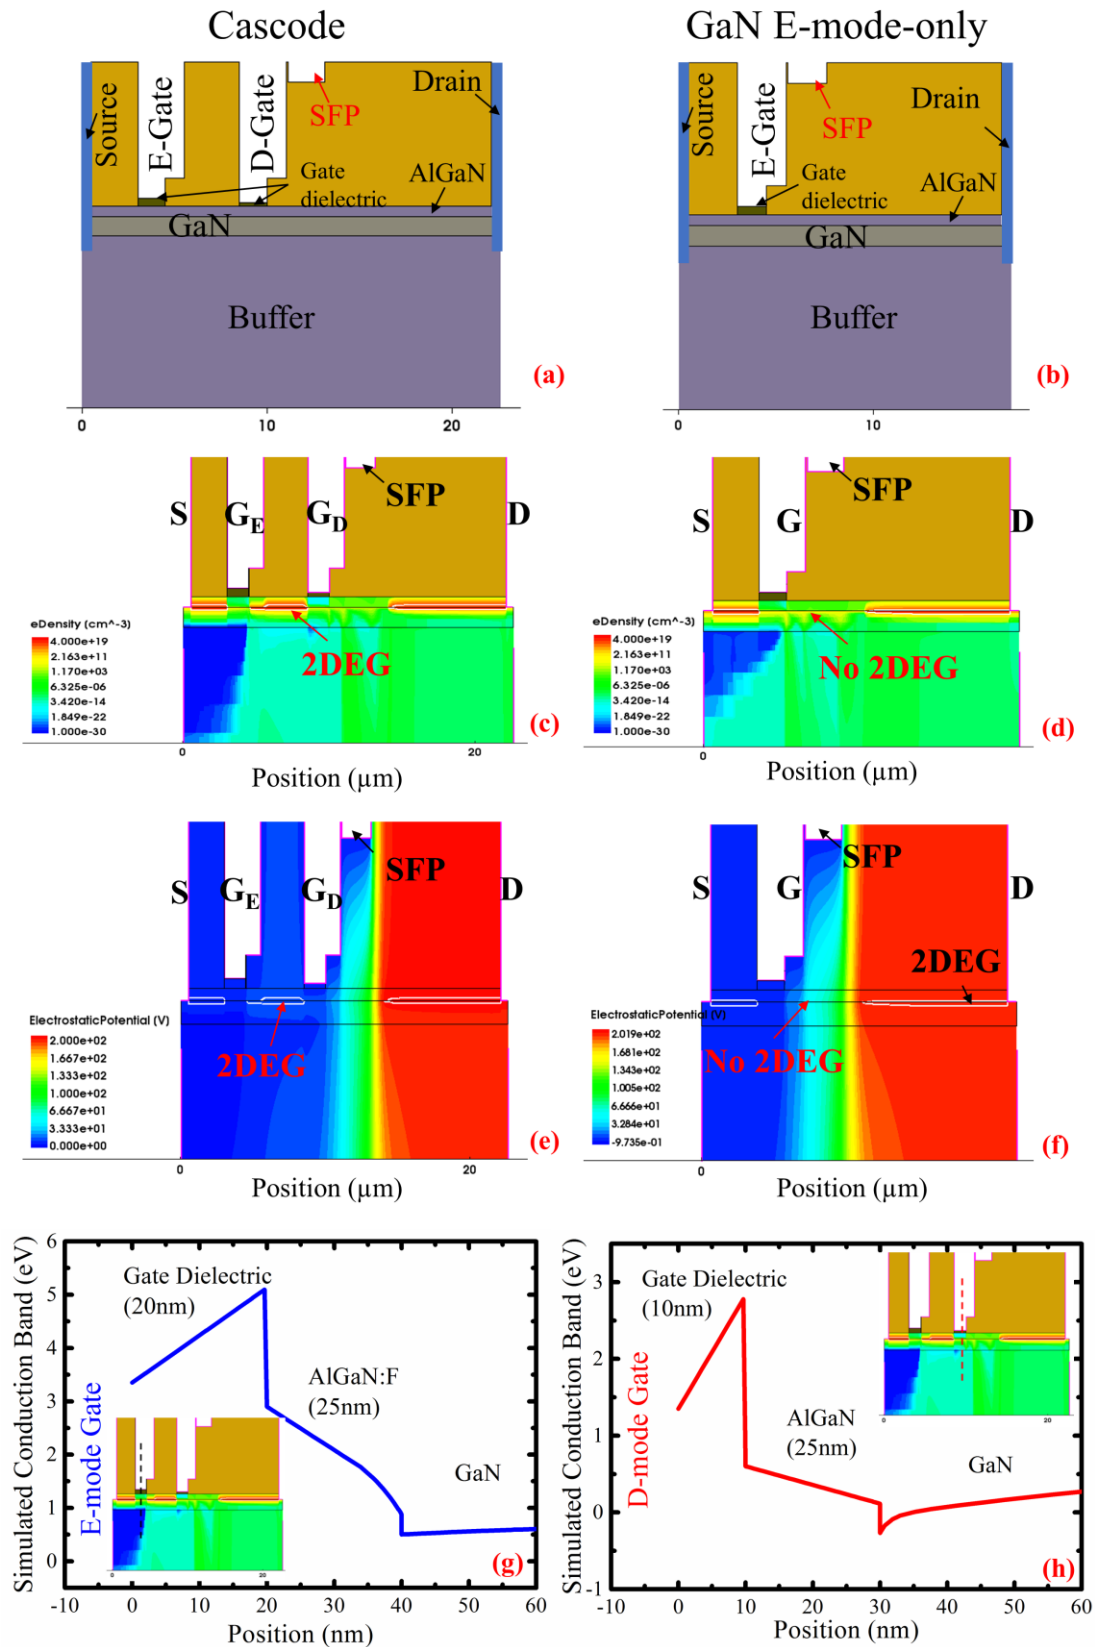 Cascode
GaN E-mode-only
Source
E-Gate
D-Gate
SFP
Drain
Gate
dielectric
AlGaN
GaN
Buffer
(a)
0
10
20
Source
E-Gate
SFP
Drain
Gate
dielectric
AlGaN
GaN
Buffer
(b)
0
10
S
GE
GD
SFP
D
eDensity (cm^-3)
4.000e+19
2.163e+11
1.170e+03
6.325e-06
3.420e-14
1.849e-22
1.000e-30
2DEG
(c)
0
20
Position (µm)
S
G
SFP
D
eDensity (cm^-3)
4.000e+19
2.163e+11
1.170e+03
6.325e-06
3.420e-14
1.849e-22
1.000e-30
No 2DEG
(d)
0
Position (µm)
S
GE
GD
SFP
D
ElectrostaticPotential (V)
2.000e+02
1.667e+02
1.333e+02
1.000e+02
6.667e+01
3.333e+01
0.000e+00
2DEG
(e)
0
20
Position (µm)
S
G
SFP
D
2DEG
ElectrostaticPotential (V)
2.019e+02
1.681e+02
1.343e+02
1.005e+02
6.666e+01
3.284e+01
-9.735e-01
No 2DEG
(f)
0
Position (µm)
Simulated Conduction Band (eV)
E-mode Gate
6
5
4
3
2
1
0
Gate Dielectric
(20nm)
AlGaN:F
(25nm)
GaN
20
(g)
-10 0 10 20 30 40 50 60
Position (nm)
Simulated Conduction Band (eV)
D-mode Gate
3
2
1
0
-1
Gate Dielectric
(10nm)
AlGaN
(25nm)
GaN
20
(h)
-10 0 10 20 30 40 50 60
Position (nm)